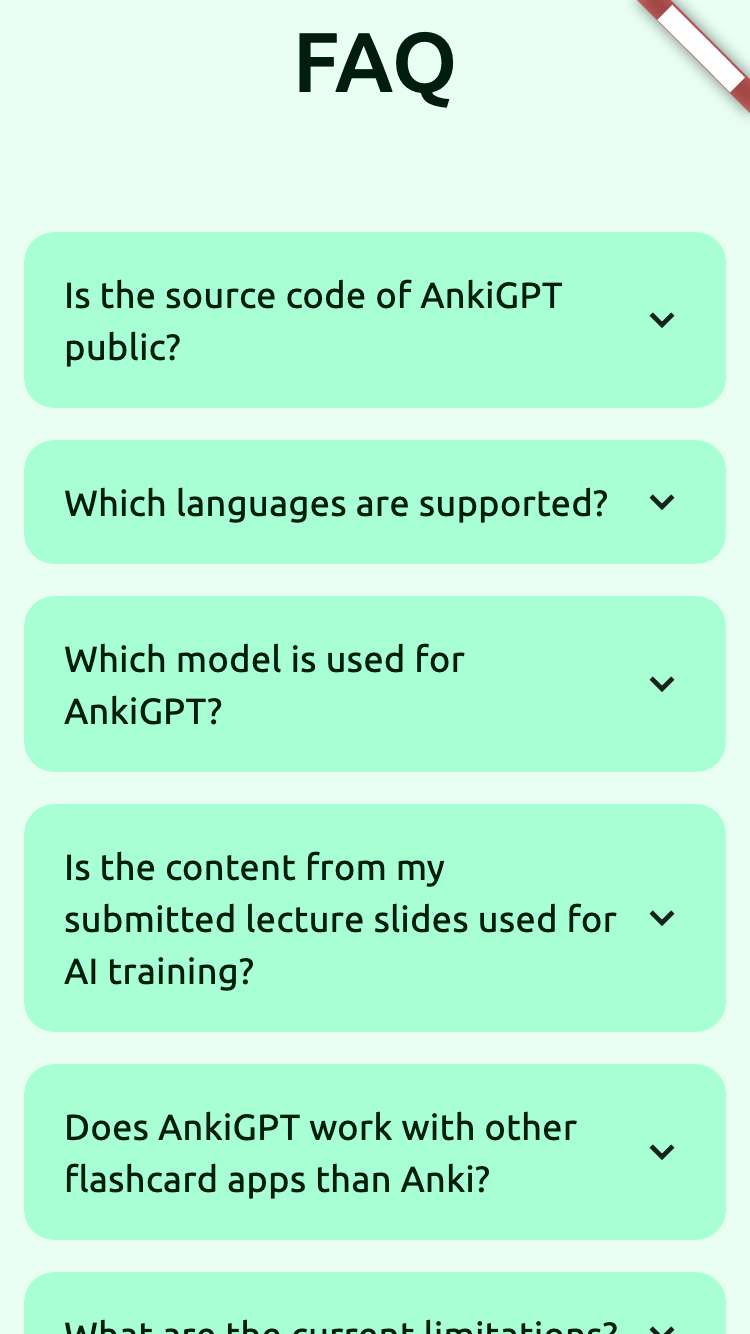 FAQ
Is the source code of AnkiGPT
public?
Which languages are supported?
Which model is used for
AnkiGPT?
Is the content from my
submitted lecture slides used for
AI training?
Does AnkiGPT work with other
flashcard apps than Anki?
What are the current limitations?